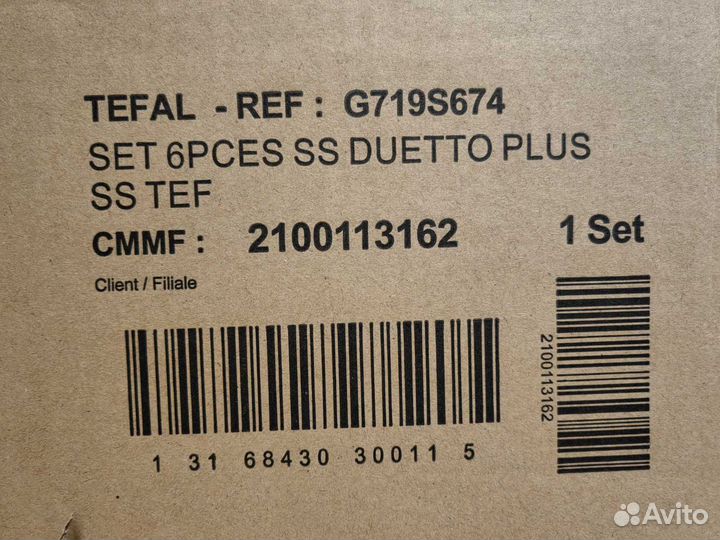 TEFAL - REF : G719S674
SET 6PCES SS DUETTO PLUS
SS TEF
CMMF : 2100113162 1 Set
Client / Filiale
2100113162
1 31 68430 30011 5
Avito